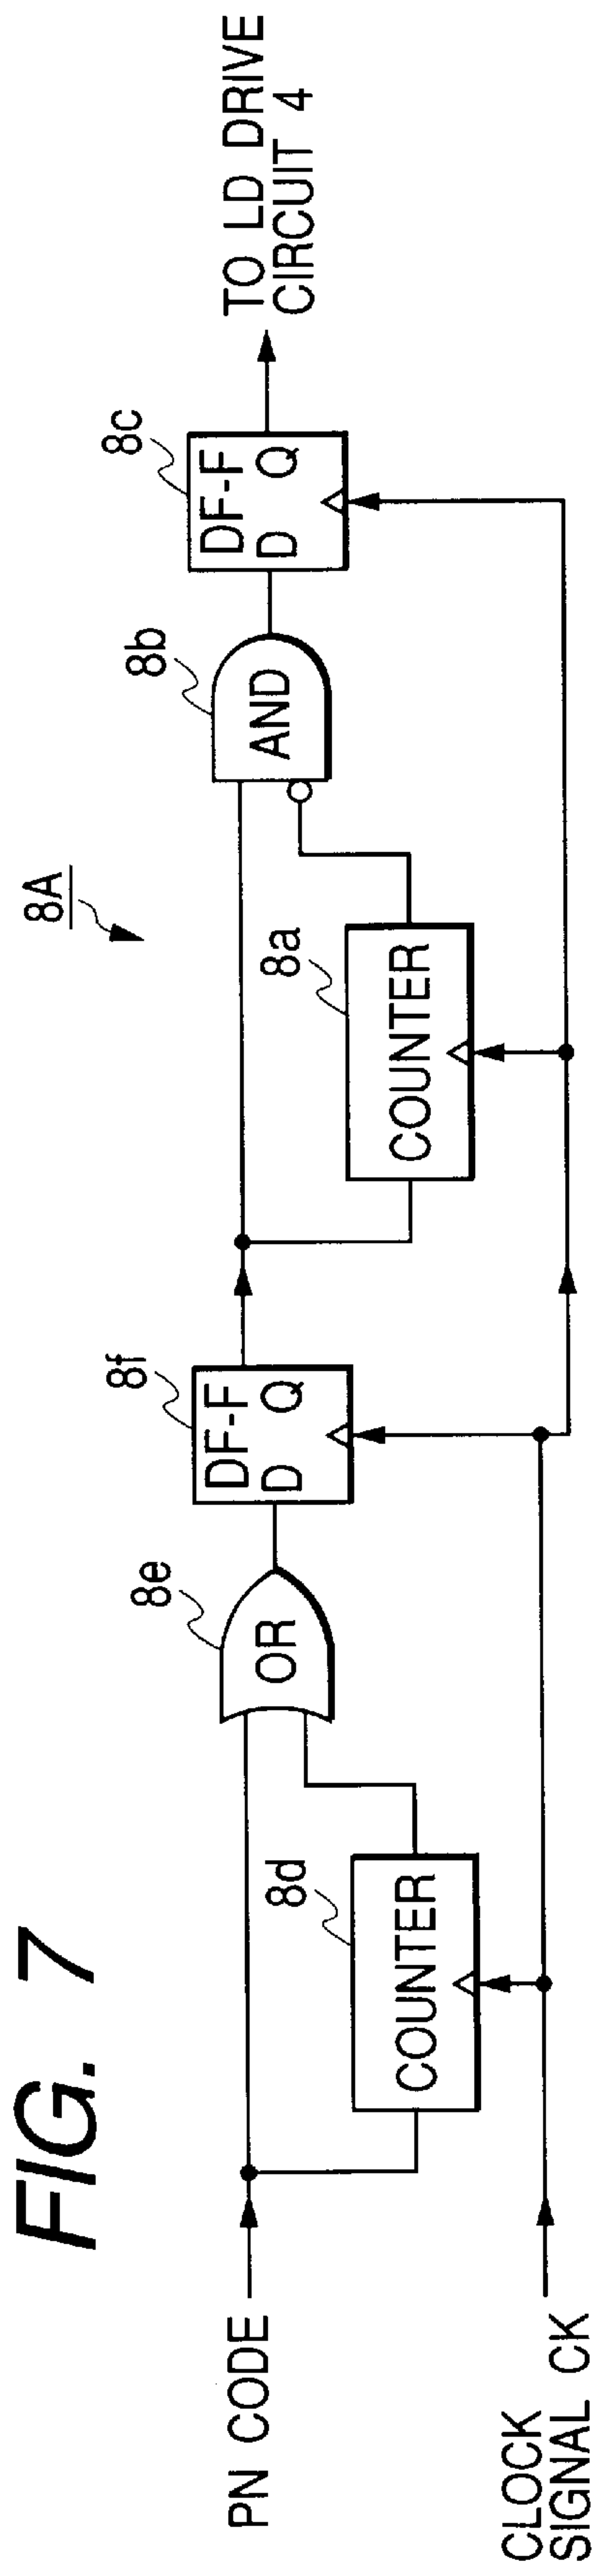 FIG. 7
8A
PN CODE
8d
COUNTER
8e
OR
8f
DF-F
D Q
8a
COUNTER
8b
AND
8c
DF-F
D Q
TO LD DRIVE
CIRCUIT 4
CLOCK
SIGNAL CK